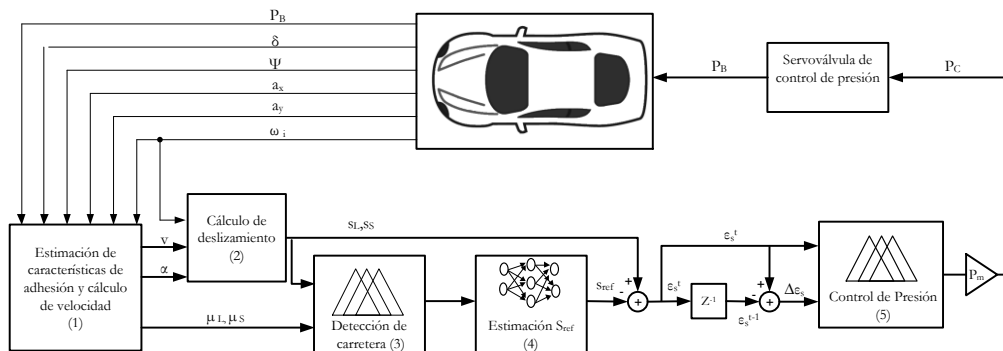 P_B
δ
Ψ
a_x
a_y
ω_i
P_B
Servoválvula de
control de presión
P_C
Estimación de
características de
adhesión y cálculo
de velocidad
(1)
v
α
Cálculo de
deslizamiento
(2)
s_L,s_S
μ_L, μ_S
Detección de
carretera (3)
Estimación S_ref
(4)
s_ref
+
-
+
ε_s^t
Z^-1
ε_s^t
ε_s^t-1
+
-
+
Δε_s
Control de Presión
(5)
P_m